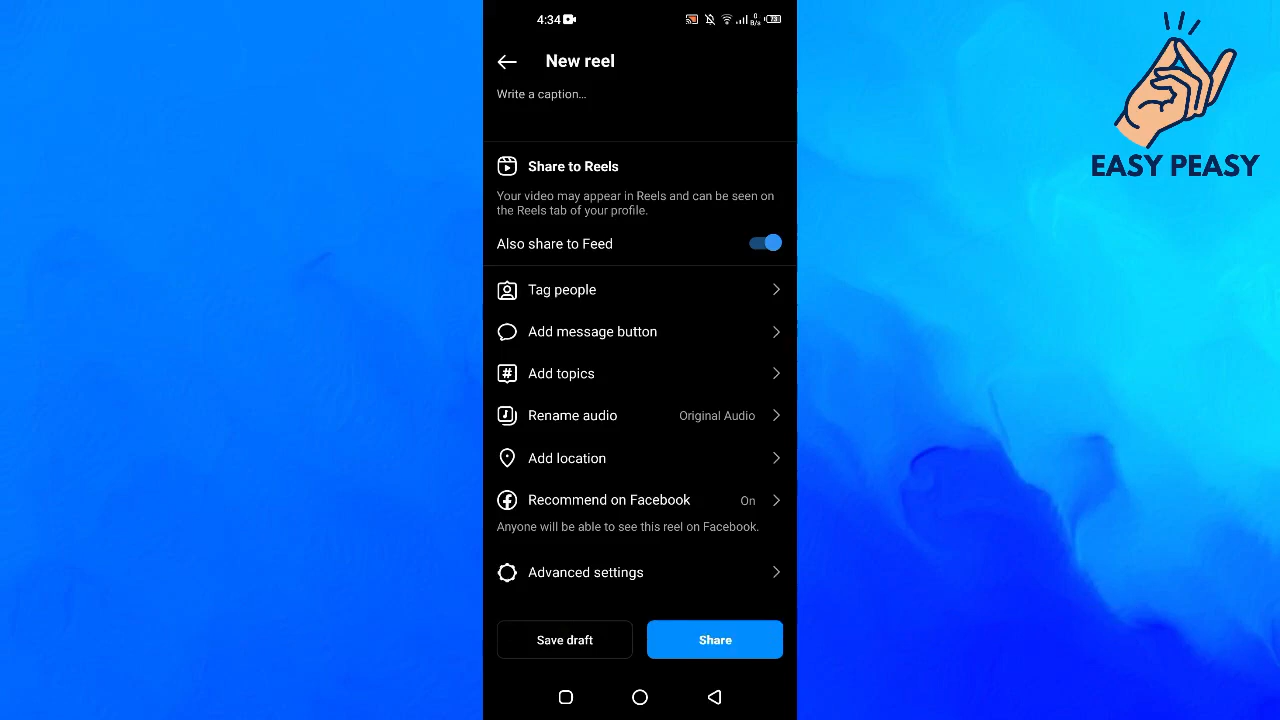 4:34
0
B/s
73
New reel
Write a caption...
Share to Reels
Your video may appear in Reels and can be seen on
the Reels tab of your profile.
Also share to Feed
Tag people
Add message button
Add topics
Rename audio Original Audio
Add location
Recommend on Facebook On
Anyone will be able to see this reel on Facebook.
Advanced settings
Save draft Share
EASY PEASY